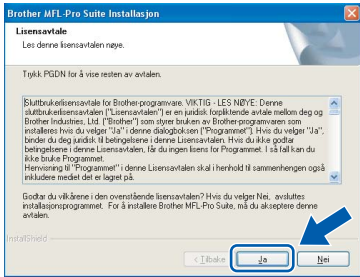 Brother MFL-Pro Suite Installasjon
Lisensavtale
Les denne lisensavtalen nøye.
Trykk PGDN for å vise resten av avtalen.
Sluttbrukerlisensavtale for Brother-programvare. VIKTIG - LES NØYE: Denne
sluttbrukerlisensavtalen ("Lisensavtalen") er en juridisk forpliktende avtale mellom deg og
Brother Industries, Ltd. ("Brother") som styrer bruken av Brother-programvaren som
installeres hvis du velger "Ja" i denne dialogboksen ("Programmet"). Hvis du velger "Ja",
binder du deg juridisk til betingelsene i denne Lisensavtalen. Hvis du ikke godtar
betingelsene i denne Lisensavtalen, får du ingen lisens for Programmet. I så fall kan du
ikke bruke Programmet.
Henvisning til "Programmet" i denne Lisensavtalen skal i henhold til sammenhengen også
inkludere mediet det er lagret på.
Godtar du vilkårene i den ovenstående lisensavtalen? Hvis du velger Nei, avsluttes
installasjonsprogrammet. For å installere Brother MFL-Pro Suite, må du akseptere denne
avtalen.
InstallShield
< Tilbake
Ja
Nei